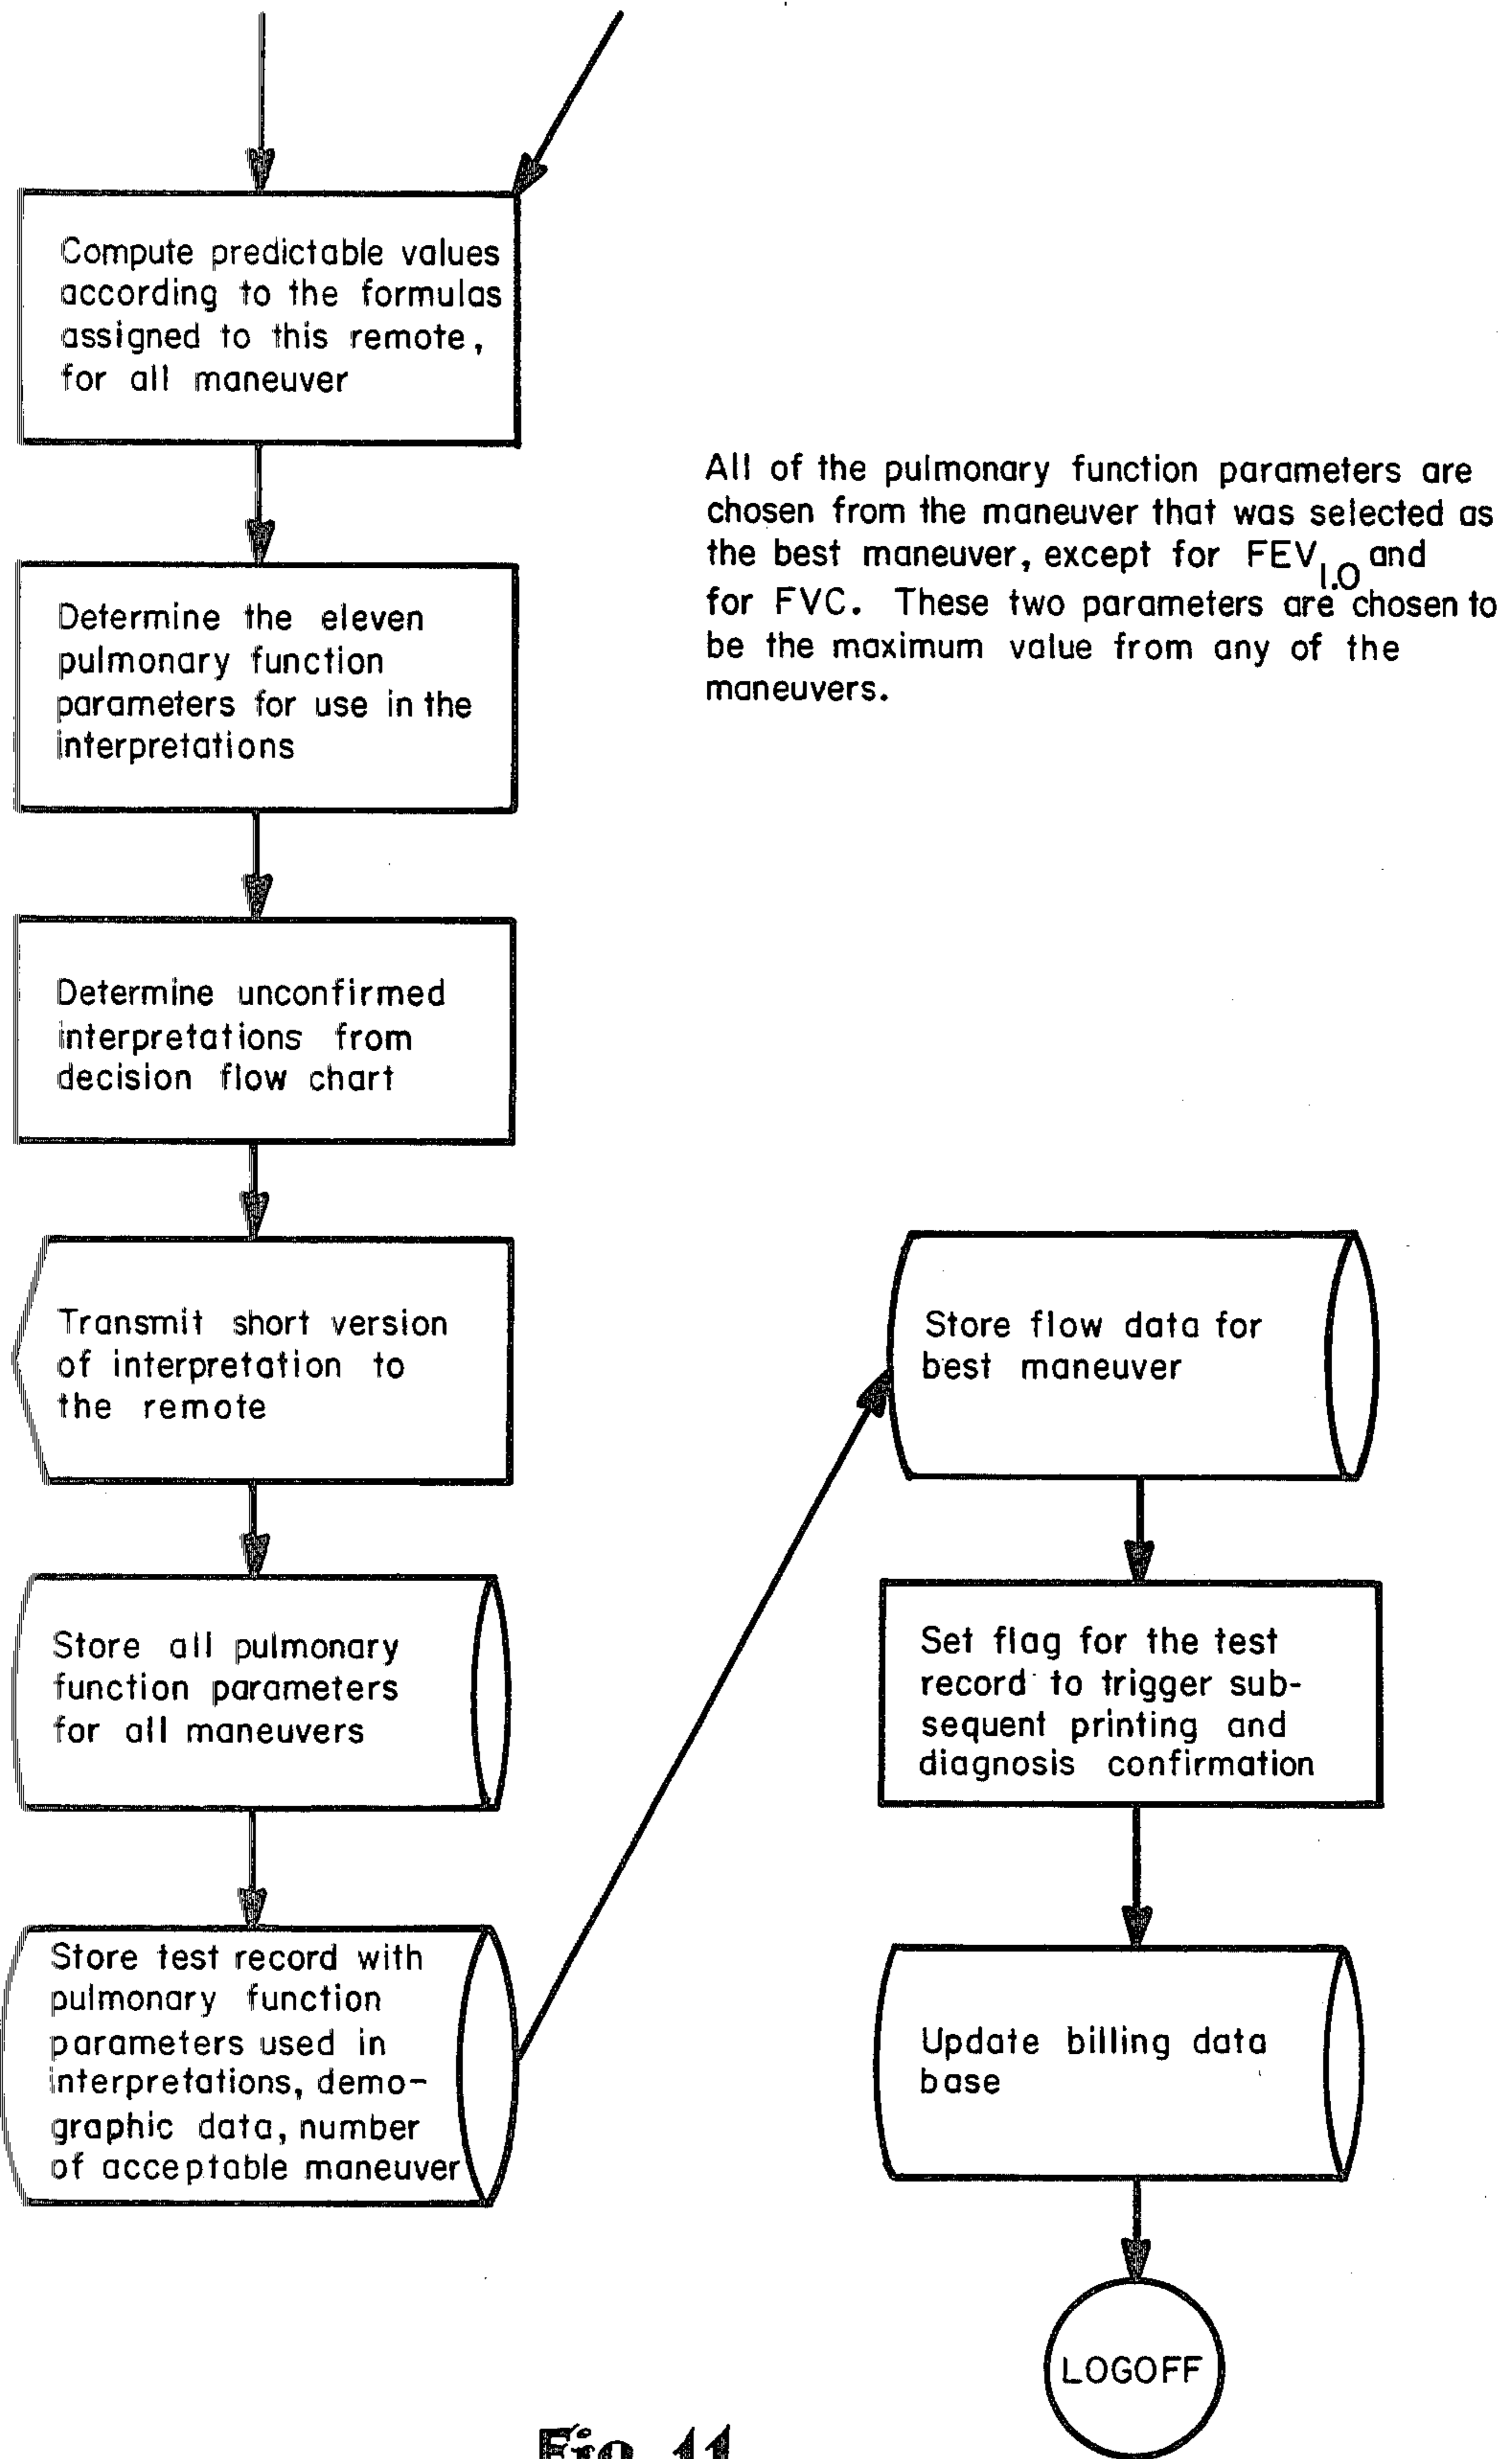 Compute predictable values
according to the formulas
assigned to this remote,
for all maneuver
Determine the eleven
pulmonary function
parameters for use in the
interpretations
All of the pulmonary function parameters are
chosen from the maneuver that was selected as
the best maneuver, except for FEV1.0 and
for FVC. These two parameters are chosen to
be the maximum value from any of the
maneuvers.
Determine unconfirmed
interpretations from
decision flow chart
Transmit short version
of interpretation to
the remote
Store all pulmonary
function parameters
for all maneuvers
Store test record with
pulmonary function
parameters used in
interpretations, demo-
graphic data, number
of acceptable maneuver
Store flow data for
best maneuver
Set flag for the test
record to trigger sub-
sequent printing and
diagnosis confirmation
Update billing data
base
LOGOFF
Fig. 11